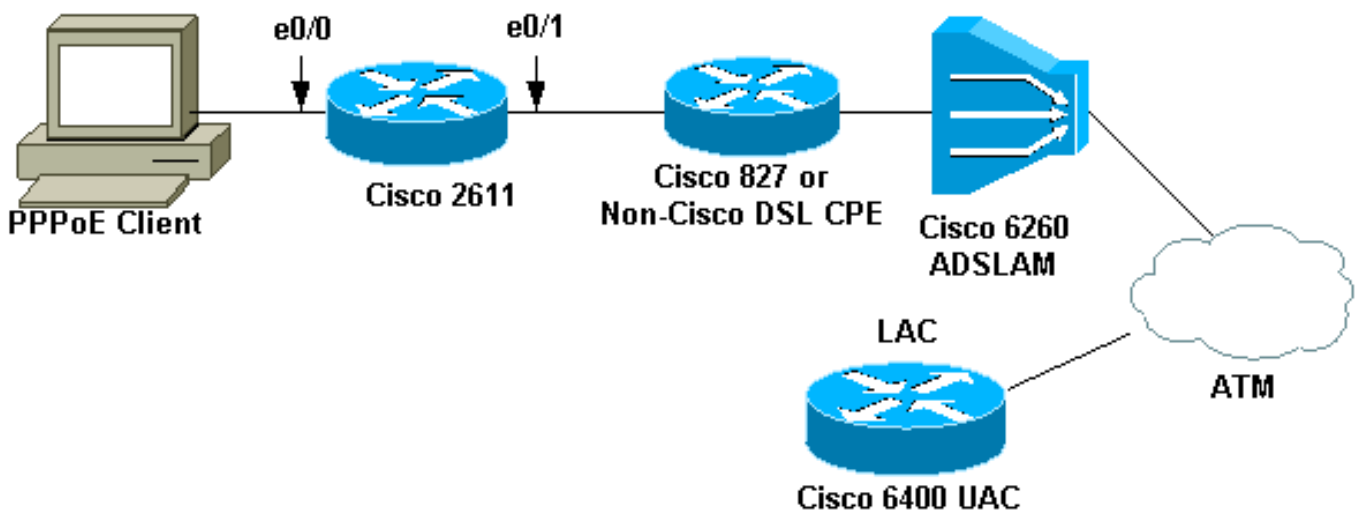 e0/0
e0/1
PPPoE Client
Cisco 2611
Cisco 827 or
Non-Cisco DSL CPE
Cisco 6260
ADSLAM
LAC
ATM
Cisco 6400 UAC